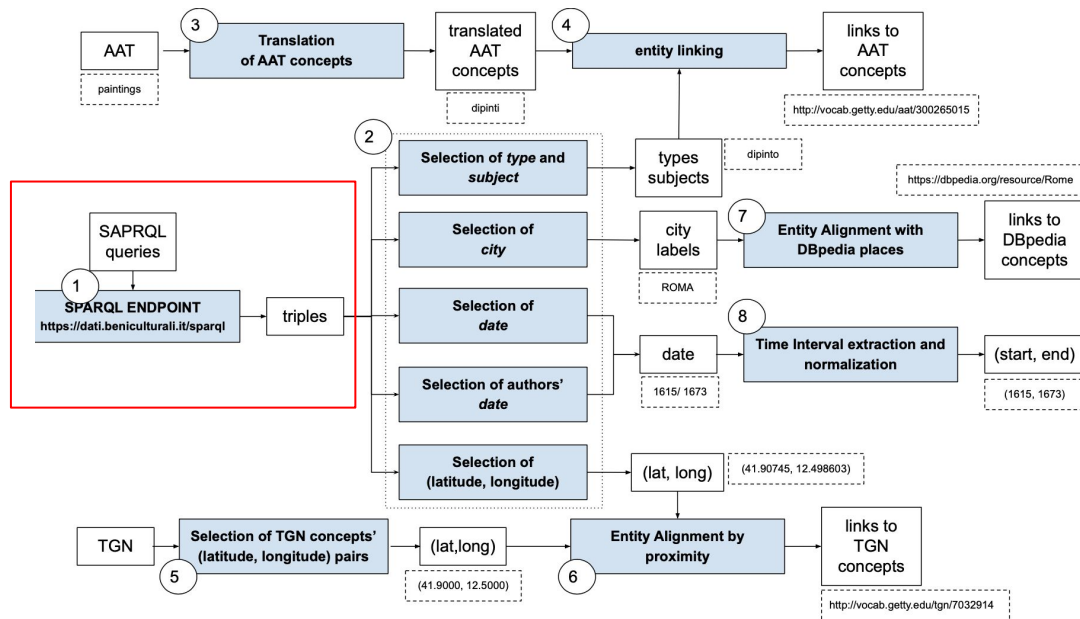 3
AAT
Translation
of AAT concepts
translated
AAT
concepts
4
entity linking
links to
AAT
concepts
paintings
dipinti
http://vocab.getty.edu/aat/300265015
2
Selection of type and
subject
types
subjects
dipinto
https://dbpedia.org/resource/Rome
SAPRQL
queries
1
SPARQL ENDPOINT
https://dati.beniculturali.it/sparql
triples
Selection of
city
city
labels
ROMA
7
Entity Alignment with
DBpedia places
links to
DBpedia
concepts
Selection of
date
Selection of authors'
date
date
1615/ 1673
8
Time Interval extraction and
normalization
(start, end)
(1615, 1673)
Selection of
(latitude, longitude)
(lat, long)
(41.90745, 12.498603)
TGN
Selection of TGN concepts'
(latitude, longitude) pairs
5
(lat,long)
(41.9000, 12.5000)
Entity Alignment by
proximity
6
links to
TGN
concepts
http://vocab.getty.edu/tgn/7032914